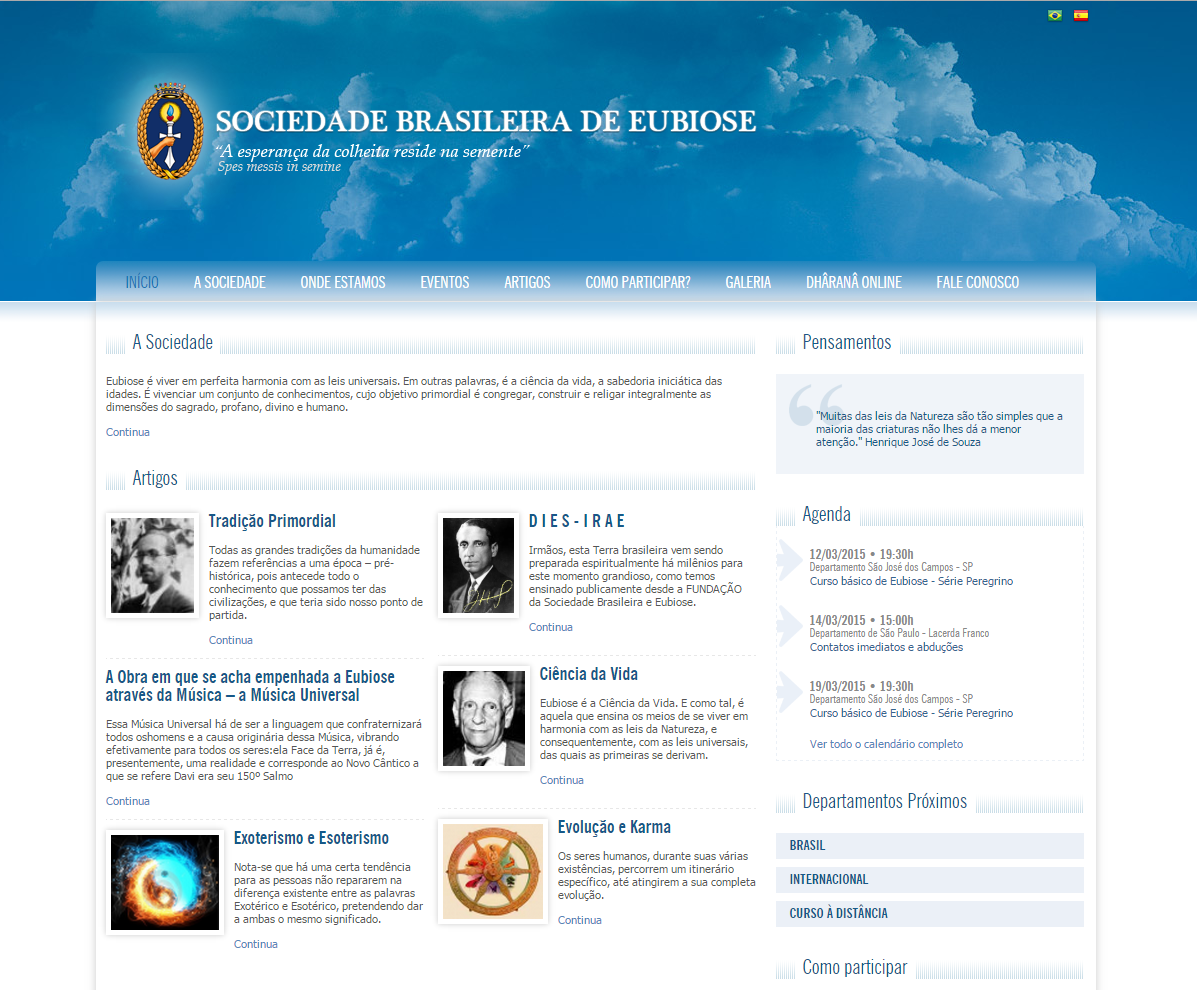 SOCIEDADE BRASILEIRA DE EUBIOSE
“A esperança da colheita reside na semente”
Spes messis in semine
INÍCIO A SOCIEDADE ONDE ESTAMOS EVENTOS ARTIGOS COMO PARTICIPAR? GALERIA DHÂRANÂ ONLINE FALE CONOSCO
A Sociedade
Eubiose é viver em perfeita harmonia com as leis universais. Em outras palavras, é a ciência da vida, a sabedoria iniciática das
idades. É vivenciar um conjunto de conhecimentos, cujo objetivo primordial é congregar, construir e religar integralmente as
dimensões do sagrado, profano, divino e humano.
Continua
Artigos
Tradição Primordial
Todas as grandes tradições da humanidade
fazem referências a uma época – pré-
histórica, pois antecede todo o
conhecimento que possamos ter das
civilizações, e que teria sido nosso ponto de
partida.
Continua
D I E S - I R A E
Irmãos, esta Terra brasileira vem sendo
preparada espiritualmente há milênios para
este momento grandioso, como temos
ensinado publicamente desde a FUNDAÇÃO
da Sociedade Brasileira e Eubiose.
Continua
A Obra em que se acha empenhada a Eubiose
através da Música – a Música Universal
Essa Música Universal há de ser a linguagem que confraternizará
todos oshomens e a causa originária dessa Música, vibrando
efetivamente para todos os seres:ela Face da Terra, já é,
presentemente, uma realidade e corresponde ao Novo Cântico a
que se refere Davi era seu 150º Salmo
Continua
Ciência da Vida
Eubiose é a Ciência da Vida. E como tal, é
aquela que ensina os meios de se viver em
harmonia com as leis da Natureza, e
consequentemente, com as leis universais,
das quais as primeiras se derivam.
Continua
Exoterismo e Esoterismo
Nota-se que há uma certa tendência
para as pessoas não repararem na
diferença existente entre as palavras
Exotérico e Esotérico, pretendendo dar
a ambas o mesmo significado.
Continua
Evolução e Karma
Os seres humanos, durante suas várias
existências, percorrem um itinerário
específico, até atingirem a sua completa
evolução.
Continua
Pensamentos
"Muitas das leis da Natureza são tão simples que a
maioria das criaturas não lhes dá a menor
atenção." Henrique José de Souza
Agenda
12/03/2015 • 19:30h
Departamento São José dos Campos - SP
Curso básico de Eubiose - Série Peregrino
14/03/2015 • 15:00h
Departamento de São Paulo - Lacerda Franco
Contatos imediatos e abduções
19/03/2015 • 19:30h
Departamento São José dos Campos - SP
Curso básico de Eubiose - Série Peregrino
Ver todo o calendário completo
Departamentos Próximos
BRASIL
INTERNACIONAL
CURSO À DISTÂNCIA
Como participar